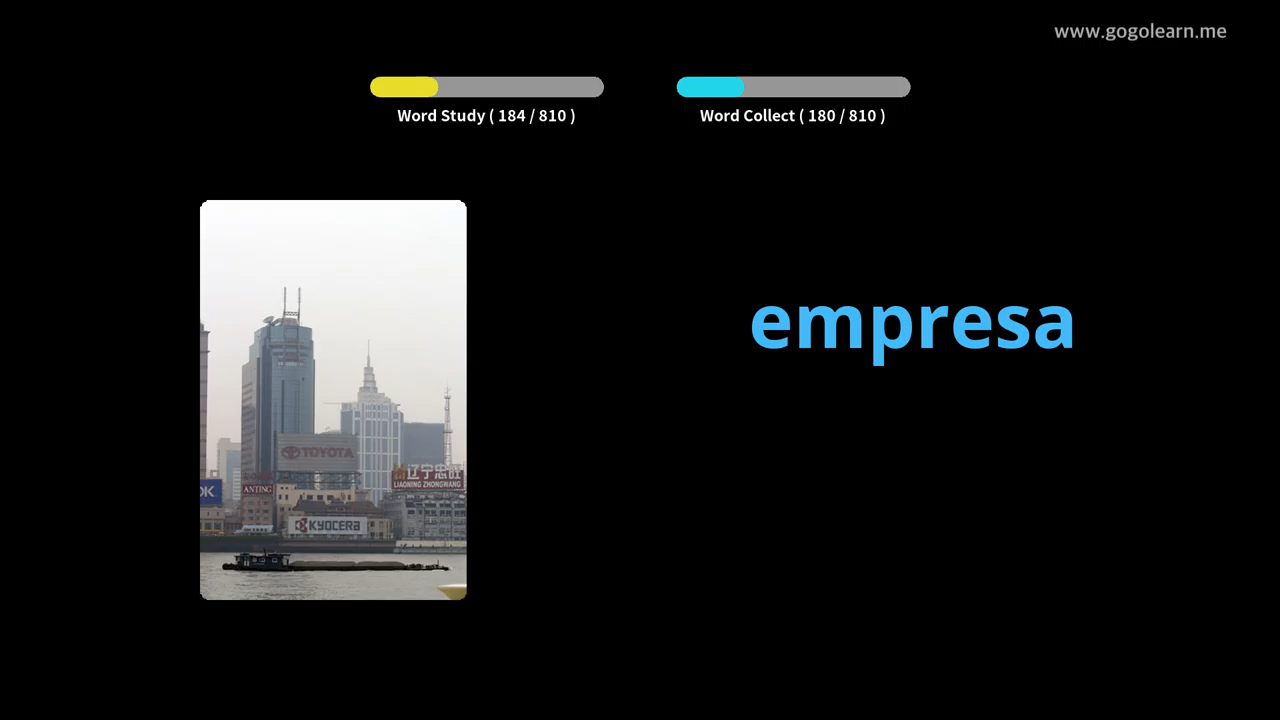 www.gogolearn.me
Word Study ( 184 / 810 )
Word Collect ( 180 / 810 )
empresa
TOYOTA
辽宁忠旺
LIAONING ZHONGWANG
OK
ANTING
KYOCERA